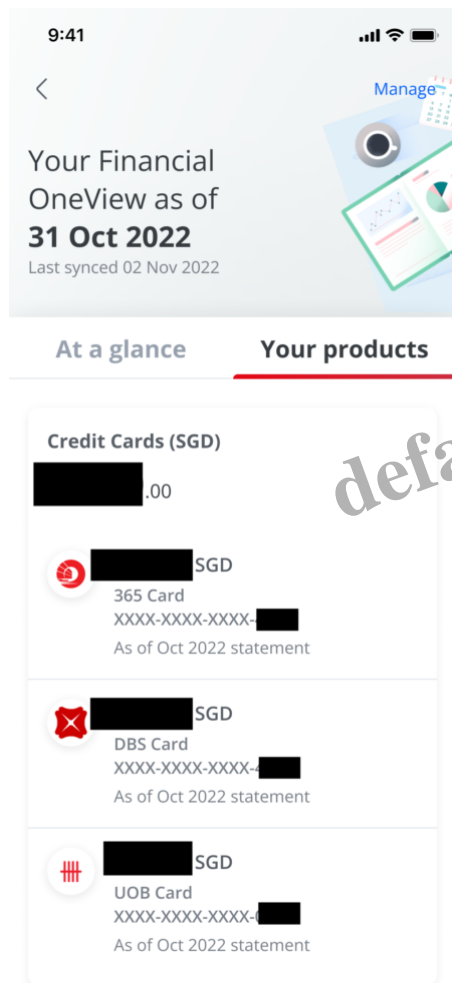 9:41
Manage
Your Financial
OneView as of
31 Oct 2022
Last synced 02 Nov 2022
At a glance
Your products
Credit Cards (SGD)
.00
SGD
365 Card
XXXX-XXXX-XXXX-
As of Oct 2022 statement
SGD
DBS Card
XXXX-XXXX-XXXX-
As of Oct 2022 statement
SGD
UOB Card
XXXX-XXXX-XXXX-
As of Oct 2022 statement
defa